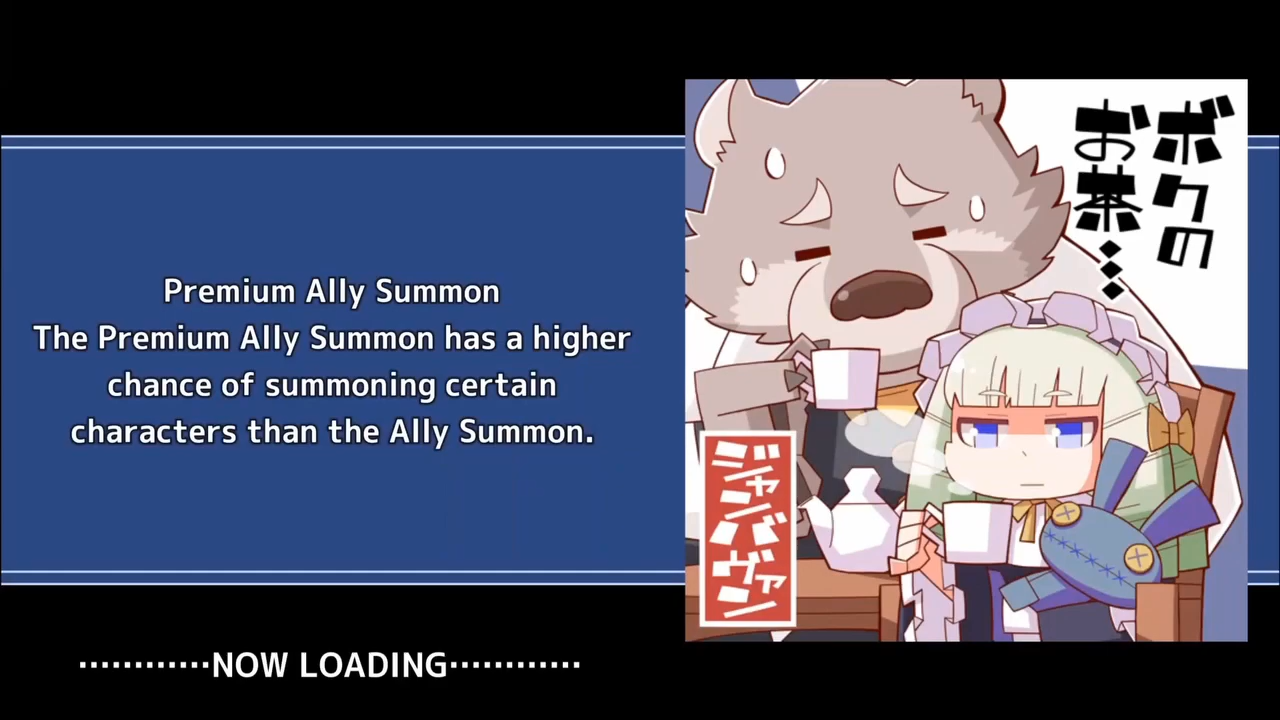 Premium Ally Summon
The Premium Ally Summon has a higher
chance of summoning certain
characters than the Ally Summon.
............NOW LOADING............
ボクの
お茶…
ジャンバヴァン